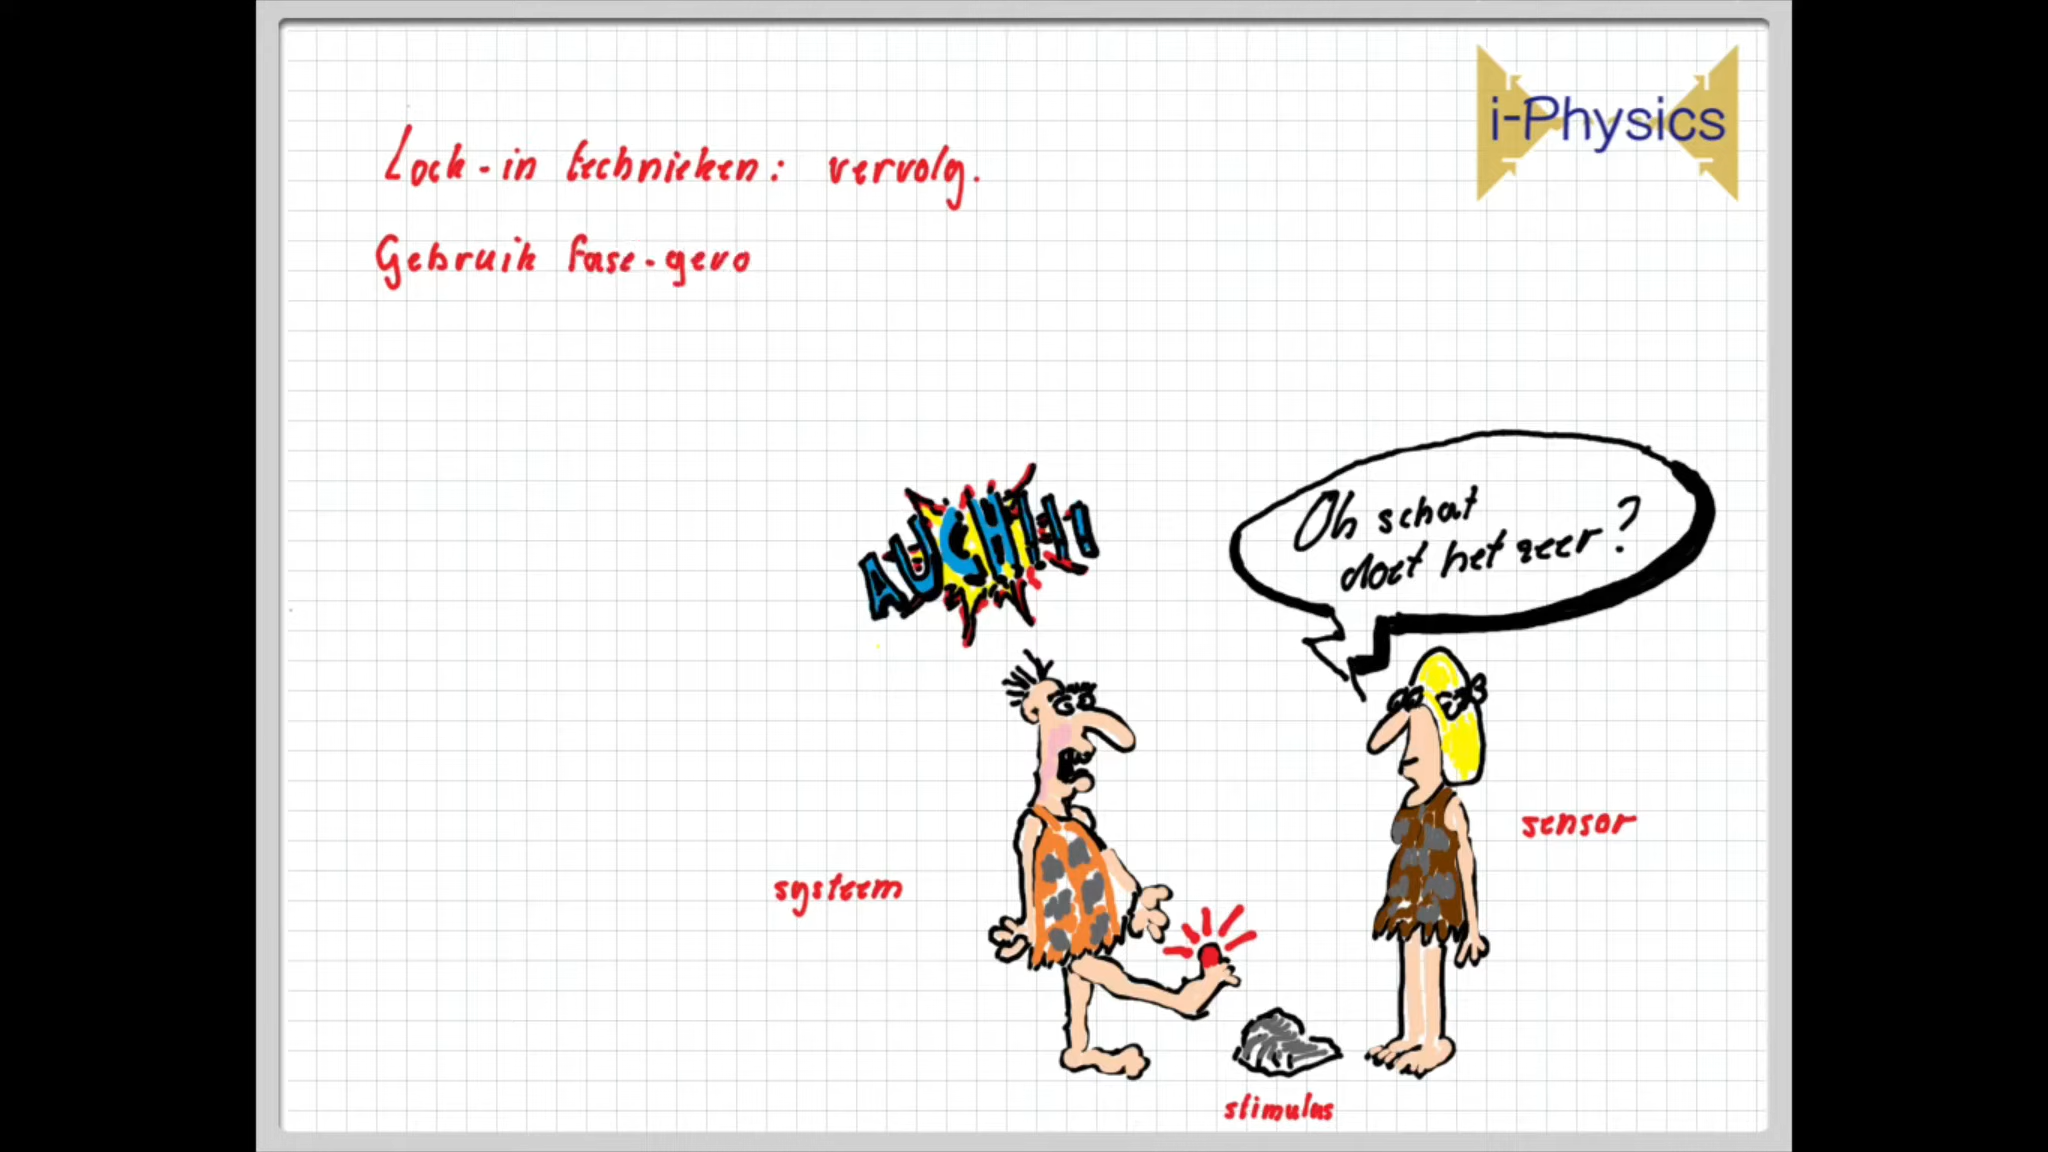 i-Physics
Lock-in technieken: vervolg.
Gebruik fase-gevo
AUCH!!!
Oh schat
doet het zeer?
sensor
systeem
stimulus